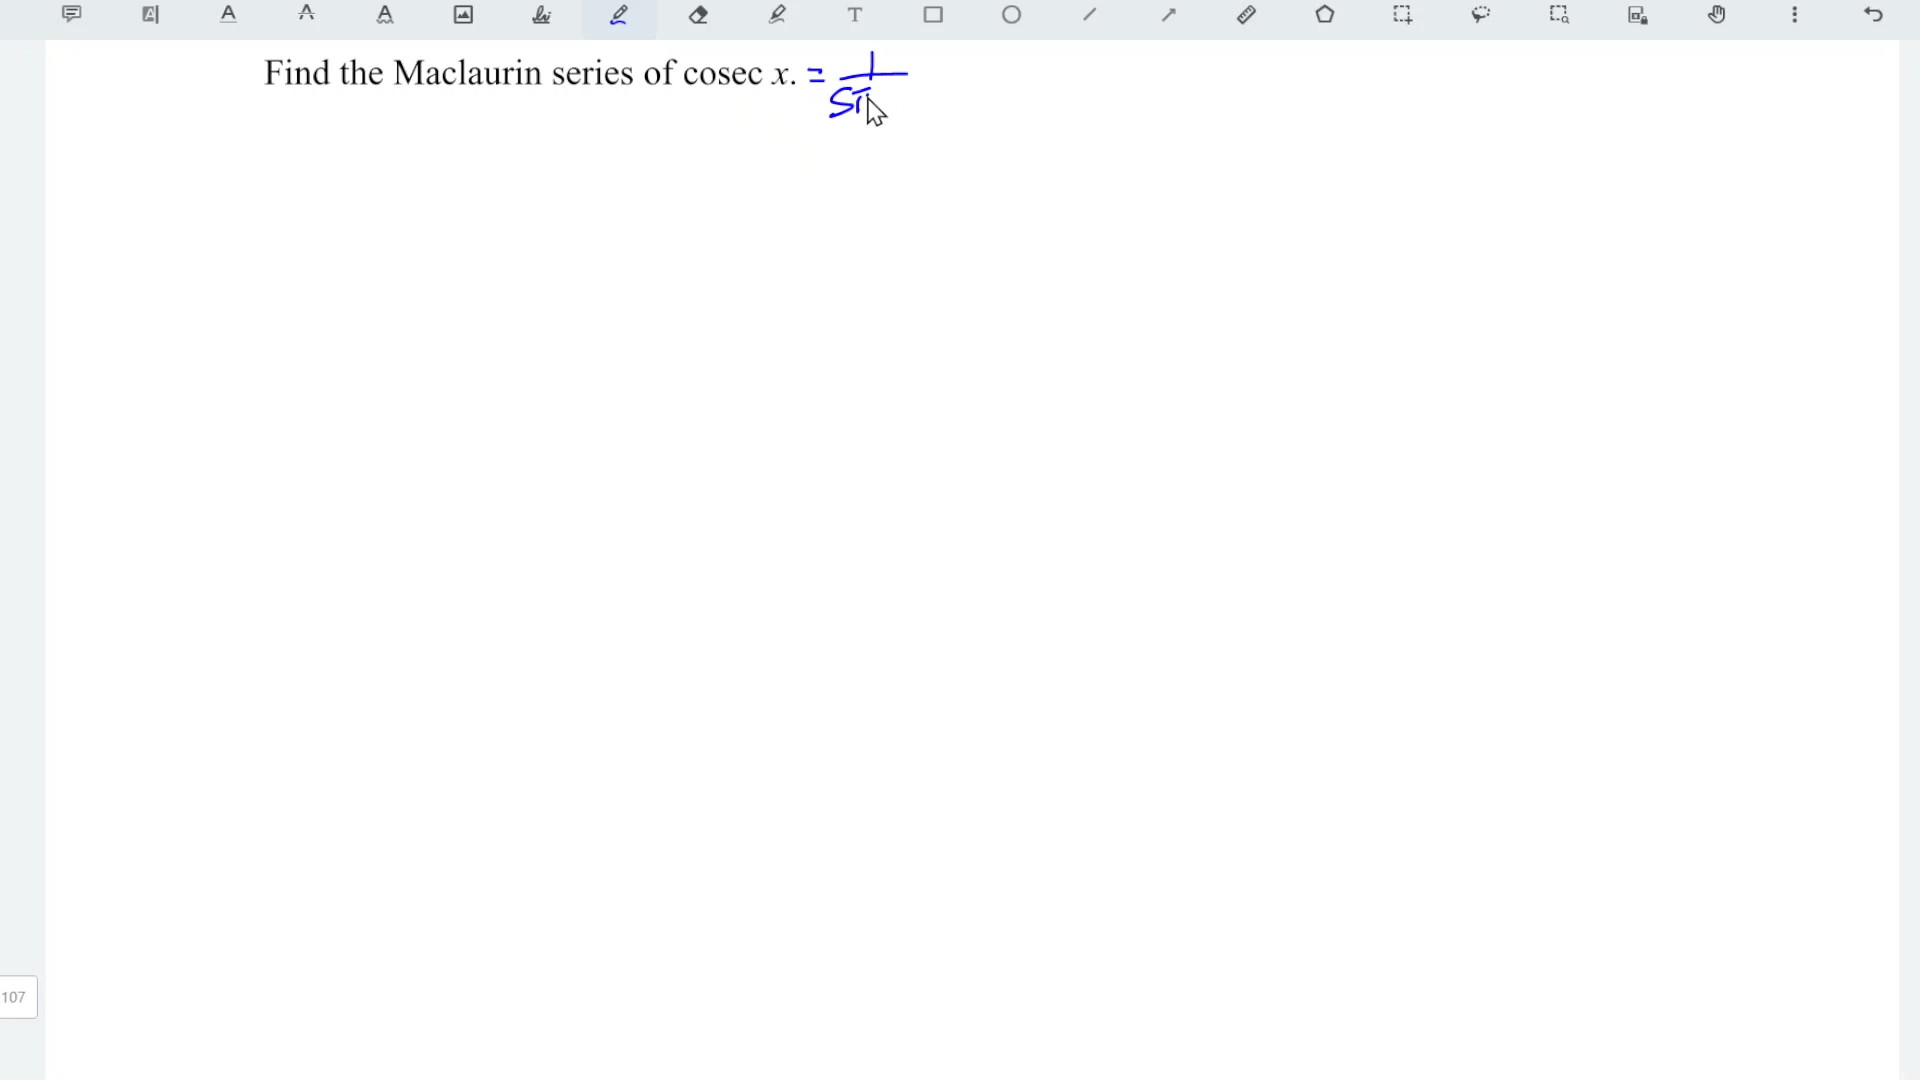 Find the Maclaurin series of cosec x. = 1/si
107